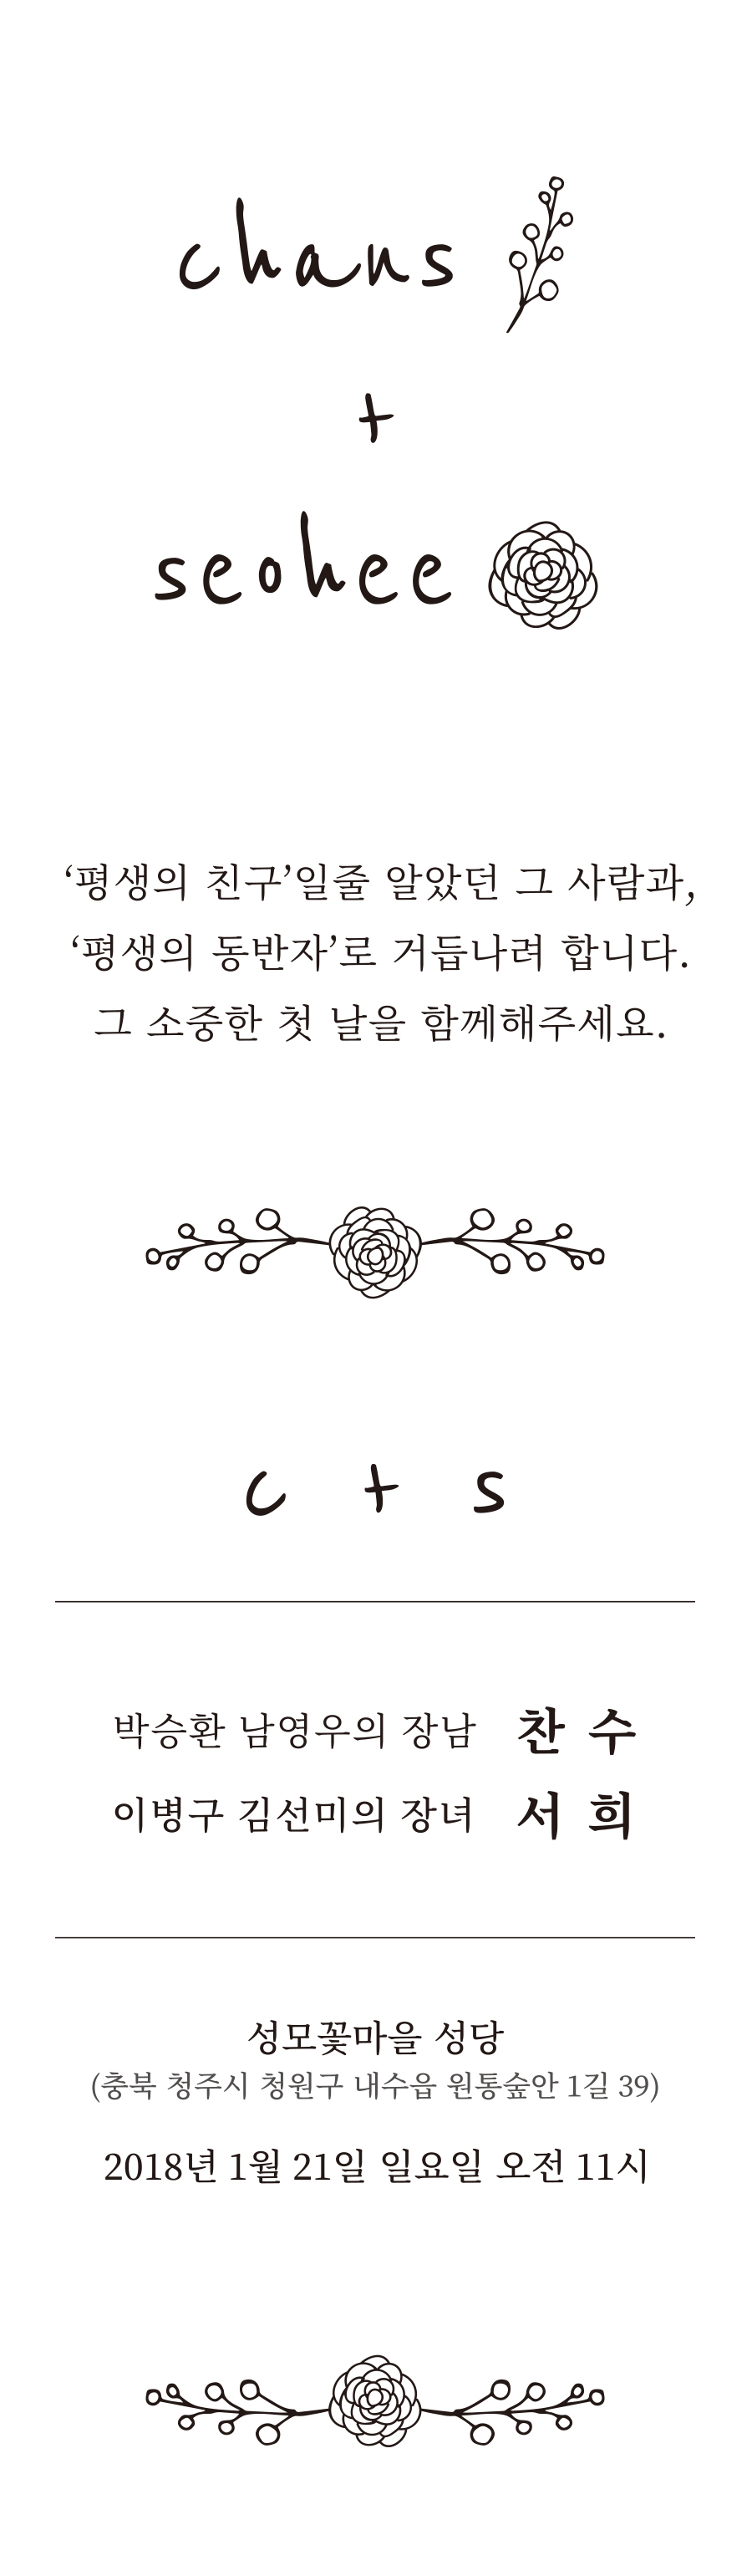 chans
+
seohee
‘평생의 친구’일줄 알았던 그 사람과,
‘평생의 동반자’로 거듭나려 합니다.
그 소중한 첫 날을 함께해주세요.
c + s
박승환 남영우의 장남 찬 수
이병구 김선미의 장녀 서 희
성모꽃마을 성당
(충북 청주시 청원구 내수읍 원통숲안 1길 39)
2018년 1월 21일 일요일 오전 11시